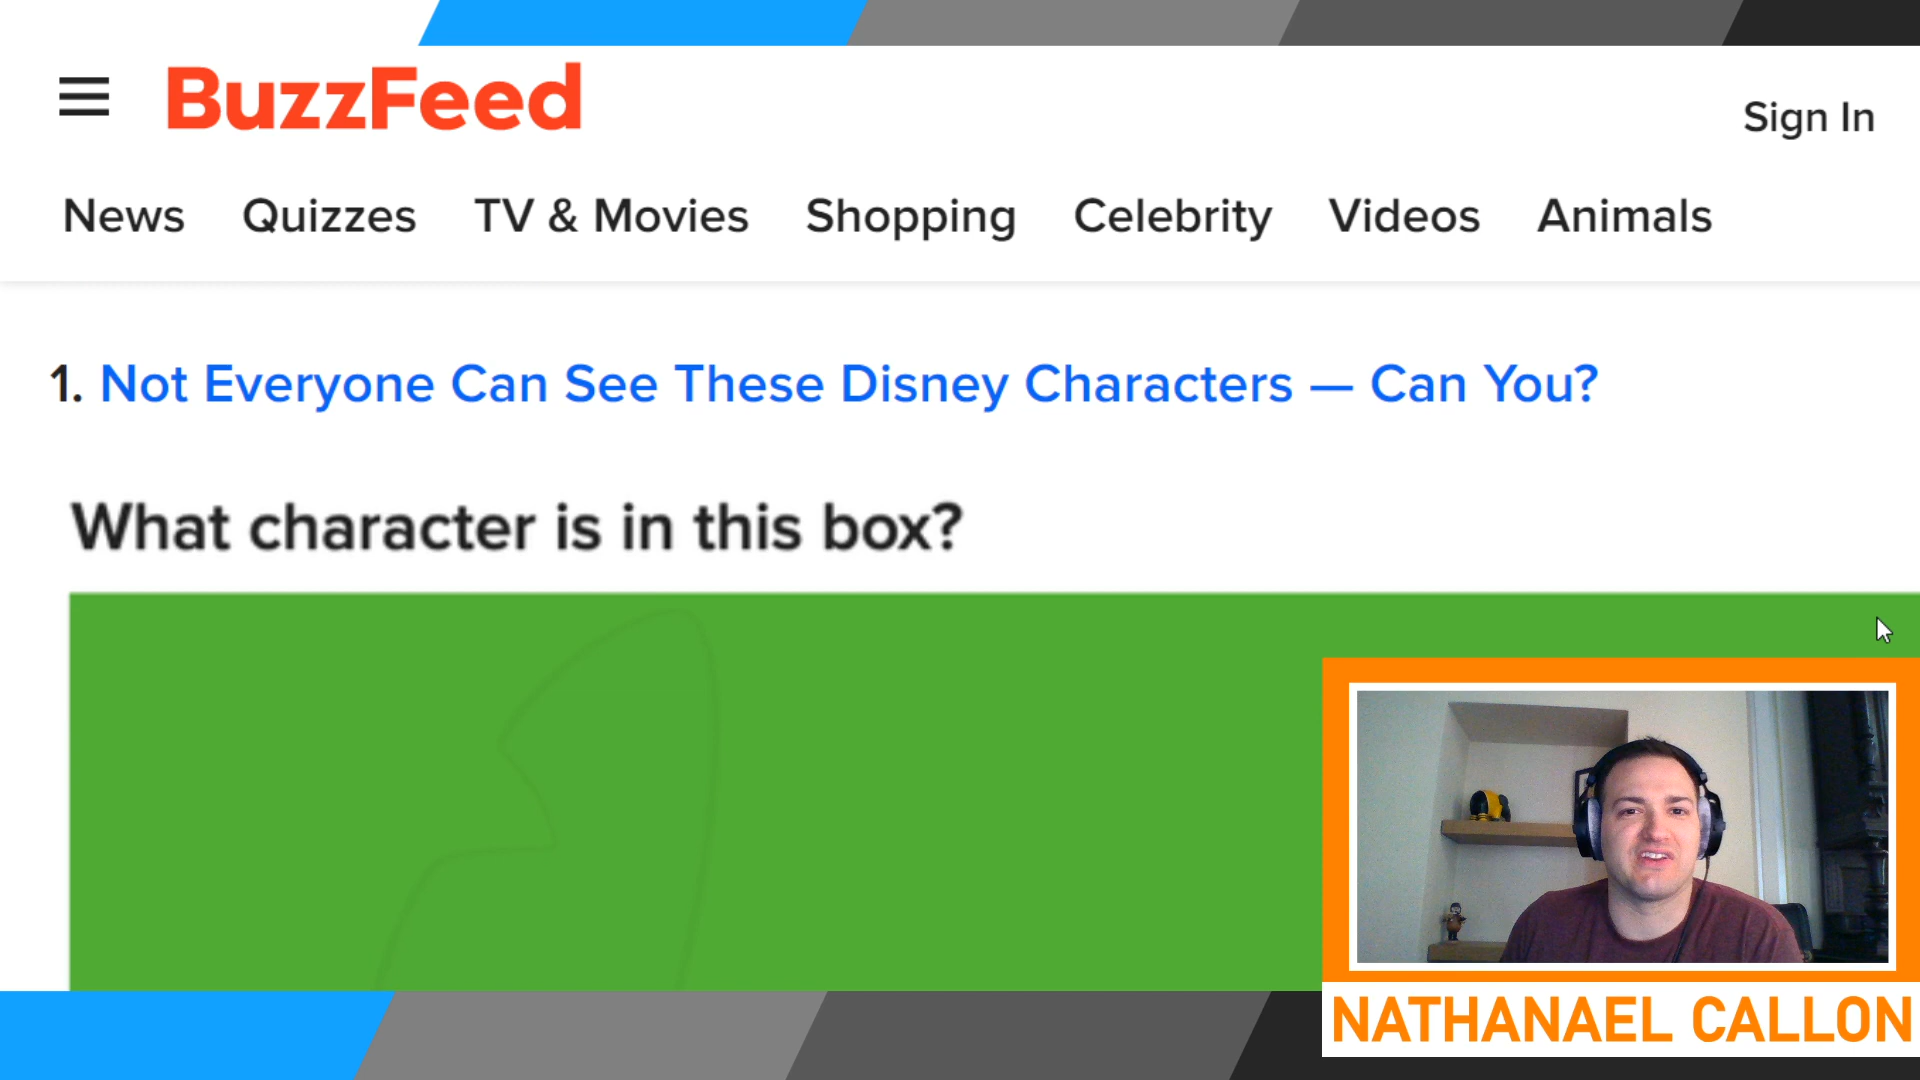 BuzzFeed
Sign In
News Quizzes TV & Movies Shopping Celebrity Videos Animals
1. Not Everyone Can See These Disney Characters — Can You?
What character is in this box?
NATHANAEL CALLON